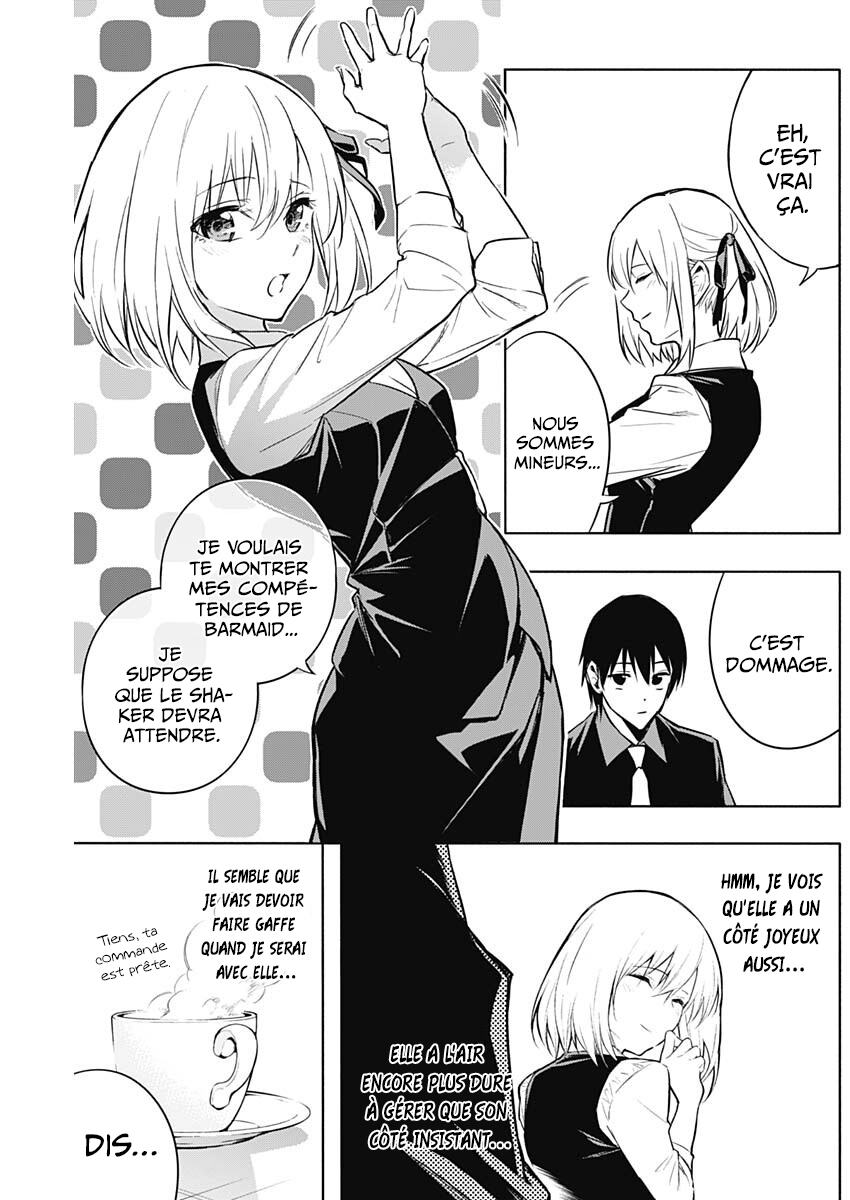 EH,
C'EST
VRAI
ÇA.
NOUS
SOMMES
MINEURS...
JE VOULAIS
TE MONTRER
MES COMPÉ-
TENCES DE
BARMAID...
JE
SUPPOSE
QUE LE SHA-
KER DEVRA
ATTENDRE.
C'EST
DOMMAGE.
HMM, JE VOIS
QU'ELLE A UN
CÔTÉ JOYEUX
AUSSI...
ELLE A L'AIR
ENCORE PLUS DURE
À GÉRER QUE SON
CÔTÉ INSISTANT...
IL SEMBLE QUE
JE VAIS DEVOIR
FAIRE GAFFE
QUAND JE SERAI
AVEC ELLE...
Tiens, ta
commande
est prête.
DIS...